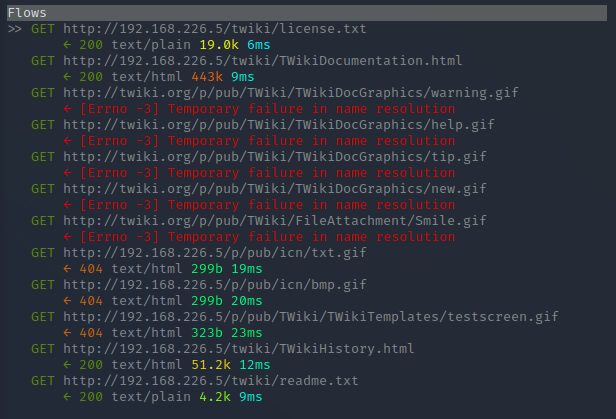 Flows
>> GET http://192.168.226.5/twiki/license.txt
← 200 text/plain 19.0k 6ms
GET http://192.168.226.5/twiki/TWikiDocumentation.html
← 200 text/html 443k 9ms
GET http://twiki.org/p/pub/TWiki/TWikiDocGraphics/warning.gif
← [Errno -3] Temporary failure in name resolution
GET http://twiki.org/p/pub/TWiki/TWikiDocGraphics/help.gif
← [Errno -3] Temporary failure in name resolution
GET http://twiki.org/p/pub/TWiki/TWikiDocGraphics/tip.gif
← [Errno -3] Temporary failure in name resolution
GET http://twiki.org/p/pub/TWiki/TWikiDocGraphics/new.gif
← [Errno -3] Temporary failure in name resolution
GET http://twiki.org/p/pub/TWiki/FileAttachment/Smile.gif
← [Errno -3] Temporary failure in name resolution
GET http://192.168.226.5/p/pub/icn/txt.gif
← 404 text/html 299b 19ms
GET http://192.168.226.5/p/pub/icn/bmp.gif
← 404 text/html 299b 20ms
GET http://192.168.226.5/p/pub/TWiki/TWikiTemplates/testscreen.gif
← 404 text/html 323b 23ms
GET http://192.168.226.5/twiki/TWikiHistory.html
← 200 text/html 51.2k 12ms
GET http://192.168.226.5/twiki/readme.txt
← 200 text/plain 4.2k 9ms